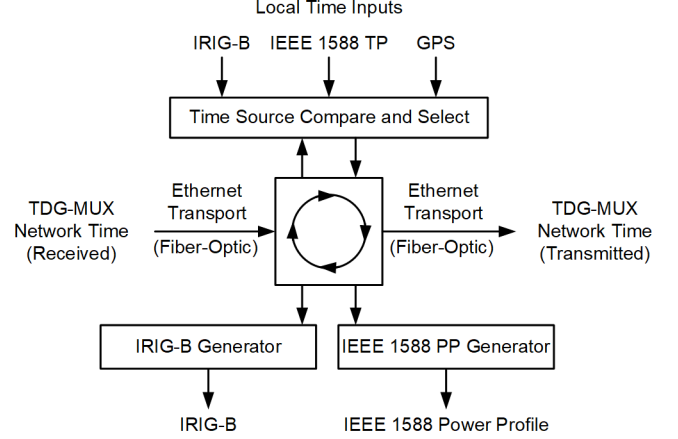 Local Time Inputs
IRIG-B IEEE 1588 TP GPS
Time Source Compare and Select
TDG-MUX
Network Time
(Received)
Ethernet
Transport
(Fiber-Optic)
Ethernet
Transport
(Fiber-Optic)
TDG-MUX
Network Time
(Transmitted)
IRIG-B Generator
IEEE 1588 PP Generator
IRIG-B
IEEE 1588 Power Profile